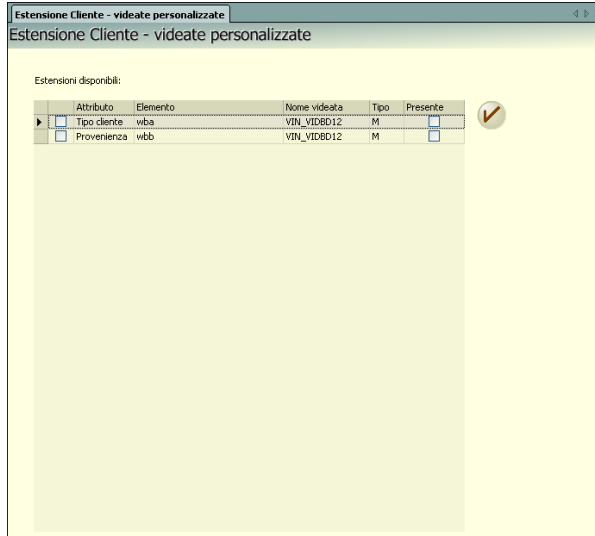 Estensione Cliente - videate personalizzate
Estensione Cliente - videate personalizzate
Estensioni disponibili:
Attributo Elemento Nome videata Tipo Presente
Tipo cliente wba VIN_VIDBD12 M
Provenienza wbb VIN_VIDBD12 M